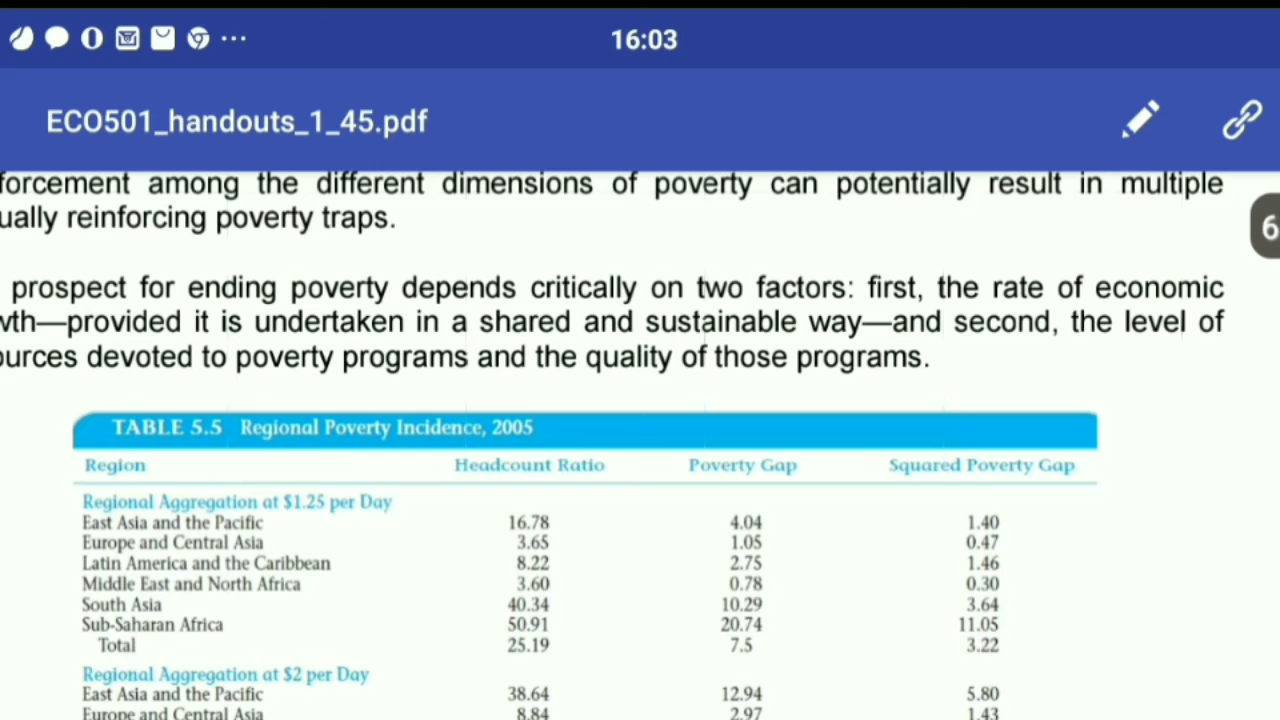 16:03
ECO501_handouts_1_45.pdf
forcement among the different dimensions of poverty can potentially result in multiple
ually reinforcing poverty traps.
6
prospect for ending poverty depends critically on two factors: first, the rate of economic
wth—provided it is undertaken in a shared and sustainable way—and second, the level of
ources devoted to poverty programs and the quality of those programs.
TABLE 5.5 Regional Poverty Incidence, 2005
Region Headcount Ratio Poverty Gap Squared Poverty Gap
Regional Aggregation at $1.25 per Day
East Asia and the Pacific 16.78 4.04 1.40
Europe and Central Asia 3.65 1.05 0.47
Latin America and the Caribbean 8.22 2.75 1.46
Middle East and North Africa 3.60 0.78 0.30
South Asia 40.34 10.29 3.64
Sub-Saharan Africa 50.91 20.74 11.05
Total 25.19 7.5 3.22
Regional Aggregation at $2 per Day
East Asia and the Pacific 38.64 12.94 5.80
Europe and Central Asia 8.84 2.97 1.43